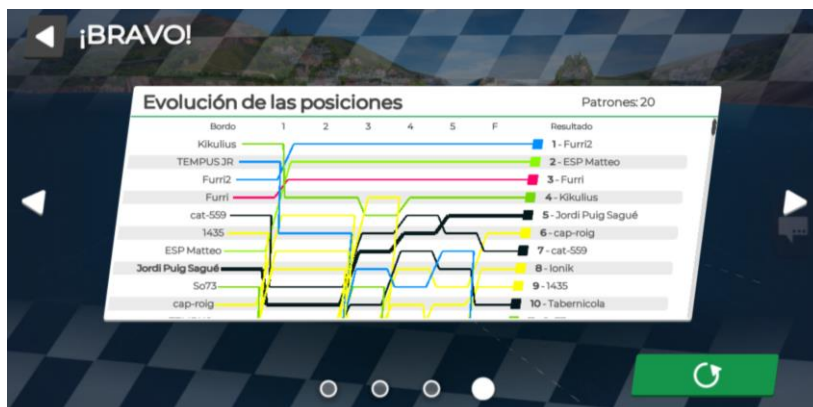 ¡BRAVO!
Evolución de las posiciones
Patrones: 20
Bordo 1 2 3 4 5 F Resultado
Kikulius 1 - Furri2
TEMPUS JR 2 - ESP Matteo
Furri2 3 - Furri
Furri 4 - Kikulius
cat-559 5 - Jordi Puig Sagué
1435 6 - cap-roig
ESP Matteo 7 - cat-559
Jordi Puig Sagué 8 - Ionik
So73 9 - 1435
cap-roig 10 - Tabernicola